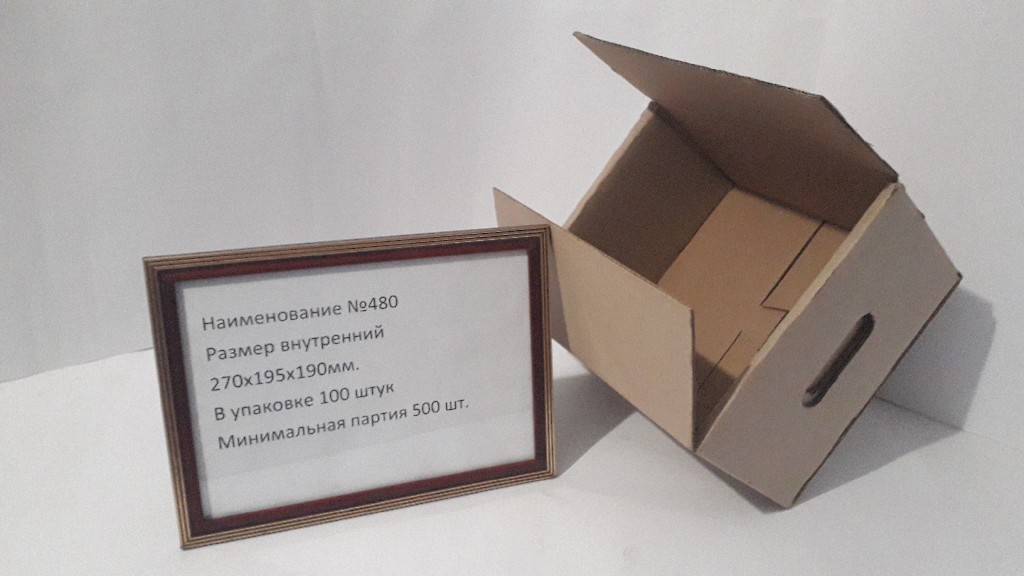 Наименование №480
Размер внутренний
270х195х190мм.
В упаковке 100 штук
Минимальная партия 500 шт.